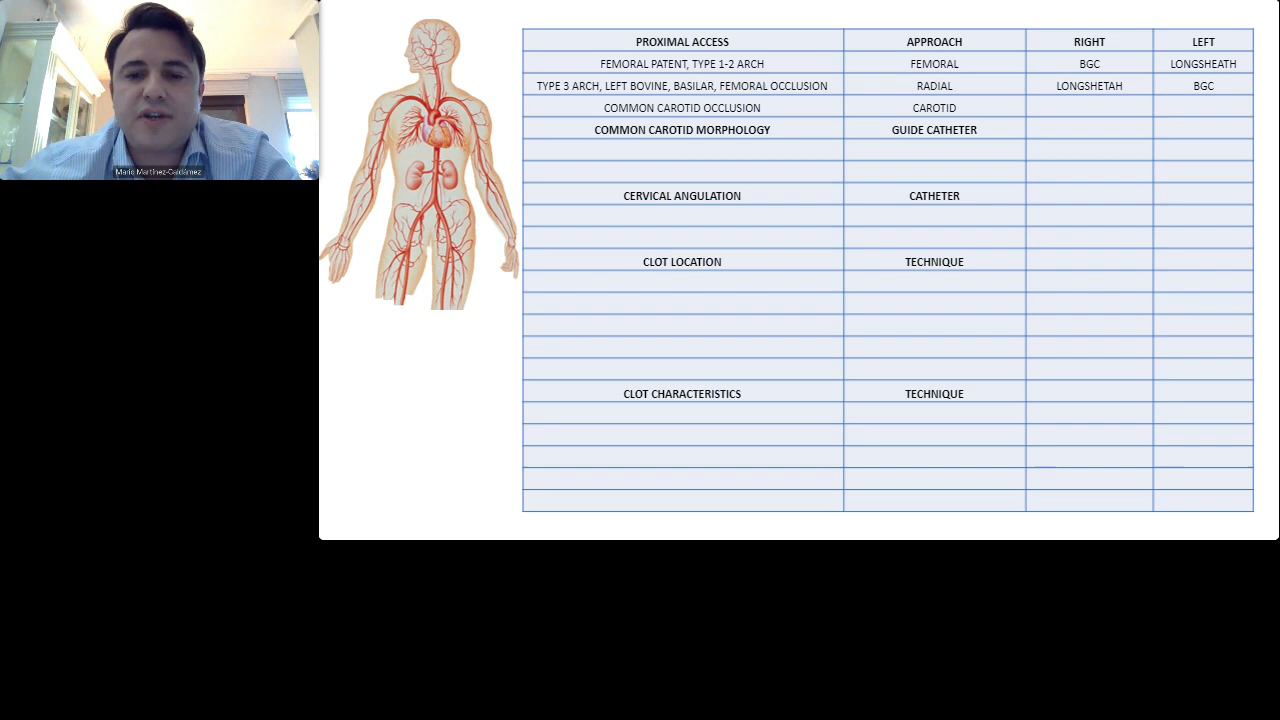 Mario Martínez-Galdámez
PROXIMAL ACCESS APPROACH RIGHT LEFT
FEMORAL PATENT, TYPE 1-2 ARCH FEMORAL BGC LONGSHEATH
TYPE 3 ARCH, LEFT BOVINE, BASILAR, FEMORAL OCCLUSION RADIAL LONGSHETAH BGC
COMMON CAROTID OCCLUSION CAROTID
COMMON CAROTID MORPHOLOGY GUIDE CATHETER
CERVICAL ANGULATION CATHETER
CLOT LOCATION TECHNIQUE
CLOT CHARACTERISTICS TECHNIQUE